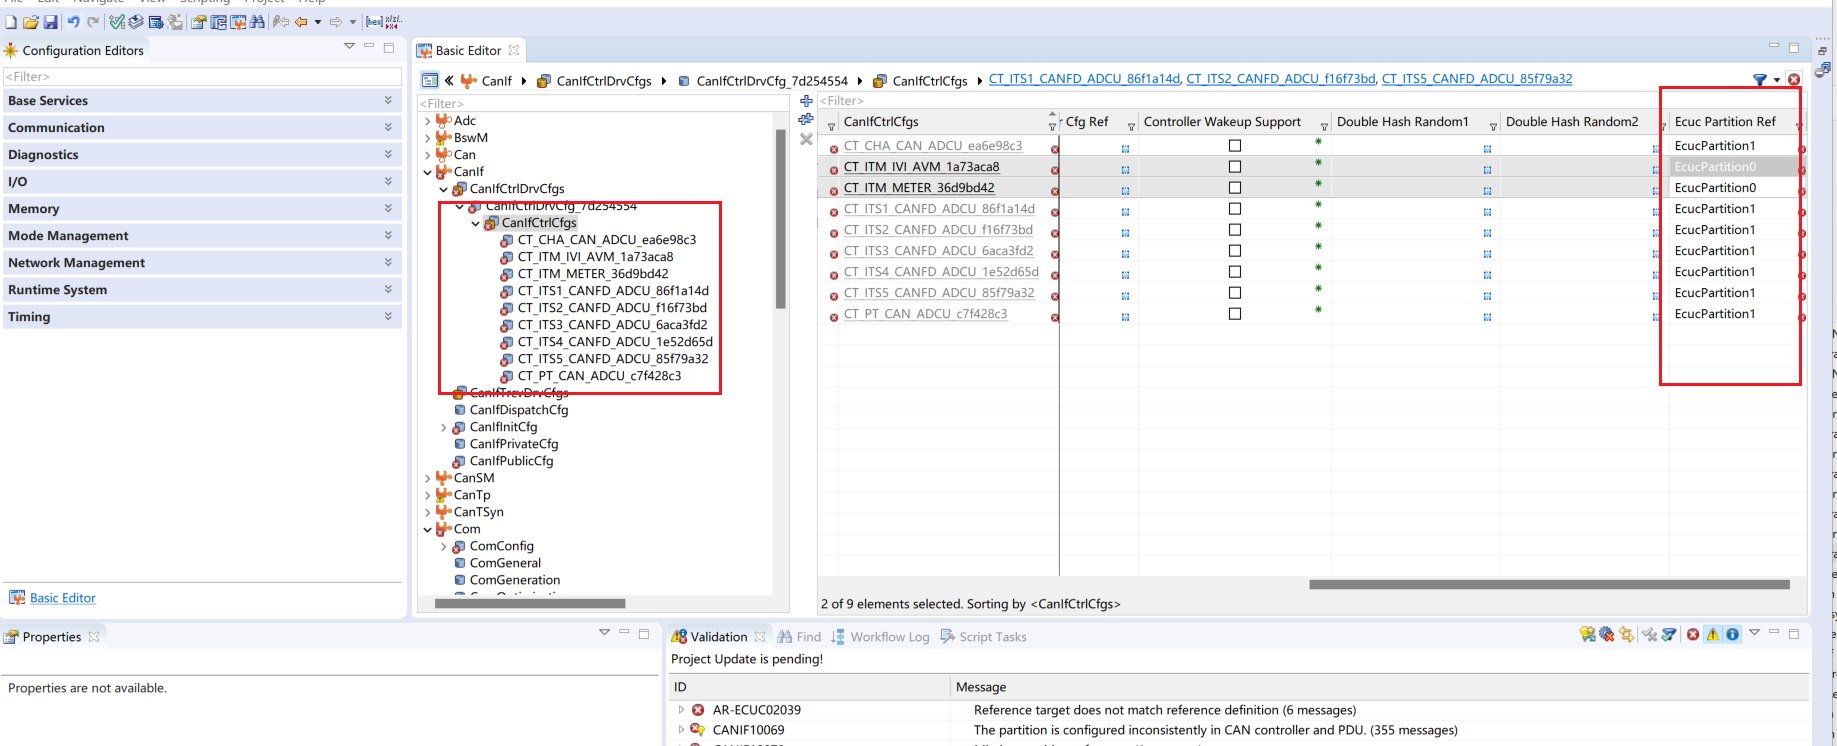 File Edit Navigate View Scripting Project Help
Configuration Editors
<Filter>
Base Services
Communication
Diagnostics
I/O
Memory
Mode Management
Network Management
Runtime System
Timing
Basic Editor
Basic Editor
CanIf CanIfCtrlDrvCfgs CanIfCtrlDrvCfg_7d254554 CanIfCtrlCfgs CT_ITS1_CANFD_ADCU_86f1a14d, CT_ITS2_CANFD_ADCU_f16f73bd, CT_ITS5_CANFD_ADCU_85f79a32
<Filter>
Adc
BswM
Can
CanIf
CanIfCtrlDrvCfgs
CanIfCtrlDrvCfg_7d254554
CanIfCtrlCfgs
CT_CHA_CAN_ADCU_ea6e98c3
CT_ITM_IVI_AVM_1a73aca8
CT_ITM_METER_36d9bd42
CT_ITS1_CANFD_ADCU_86f1a14d
CT_ITS2_CANFD_ADCU_f16f73bd
CT_ITS3_CANFD_ADCU_6aca3fd2
CT_ITS4_CANFD_ADCU_1e52d65d
CT_ITS5_CANFD_ADCU_85f79a32
CT_PT_CAN_ADCU_c7f428c3
CanIfTrcvDrvCfgs
CanIfDispatchCfg
CanIfInitCfg
CanIfPrivateCfg
CanIfPublicCfg
CanSM
CanTp
CanTSyn
Com
ComConfig
ComGeneral
ComGeneration
<Filter>
CanIfCtrlCfgs Cfg Ref Controller Wakeup Support Double Hash Random1 Double Hash Random2 Ecuc Partition Ref
CT_CHA_CAN_ADCU_ea6e98c3 EcucPartition1
CT_ITM_IVI_AVM_1a73aca8 EcucPartition0
CT_ITM_METER_36d9bd42 EcucPartition0
CT_ITS1_CANFD_ADCU_86f1a14d EcucPartition1
CT_ITS2_CANFD_ADCU_f16f73bd EcucPartition1
CT_ITS3_CANFD_ADCU_6aca3fd2 EcucPartition1
CT_ITS4_CANFD_ADCU_1e52d65d EcucPartition1
CT_ITS5_CANFD_ADCU_85f79a32 EcucPartition1
CT_PT_CAN_ADCU_c7f428c3 EcucPartition1
2 of 9 elements selected. Sorting by <CanIfCtrlCfgs>
Properties
Properties are not available.
Validation Find Workflow Log Script Tasks
Project Update is pending!
ID Message
AR-ECUC02039 Reference target does not match reference definition (6 messages)
CANIF10069 The partition is configured inconsistently in CAN controller and PDU. (355 messages)